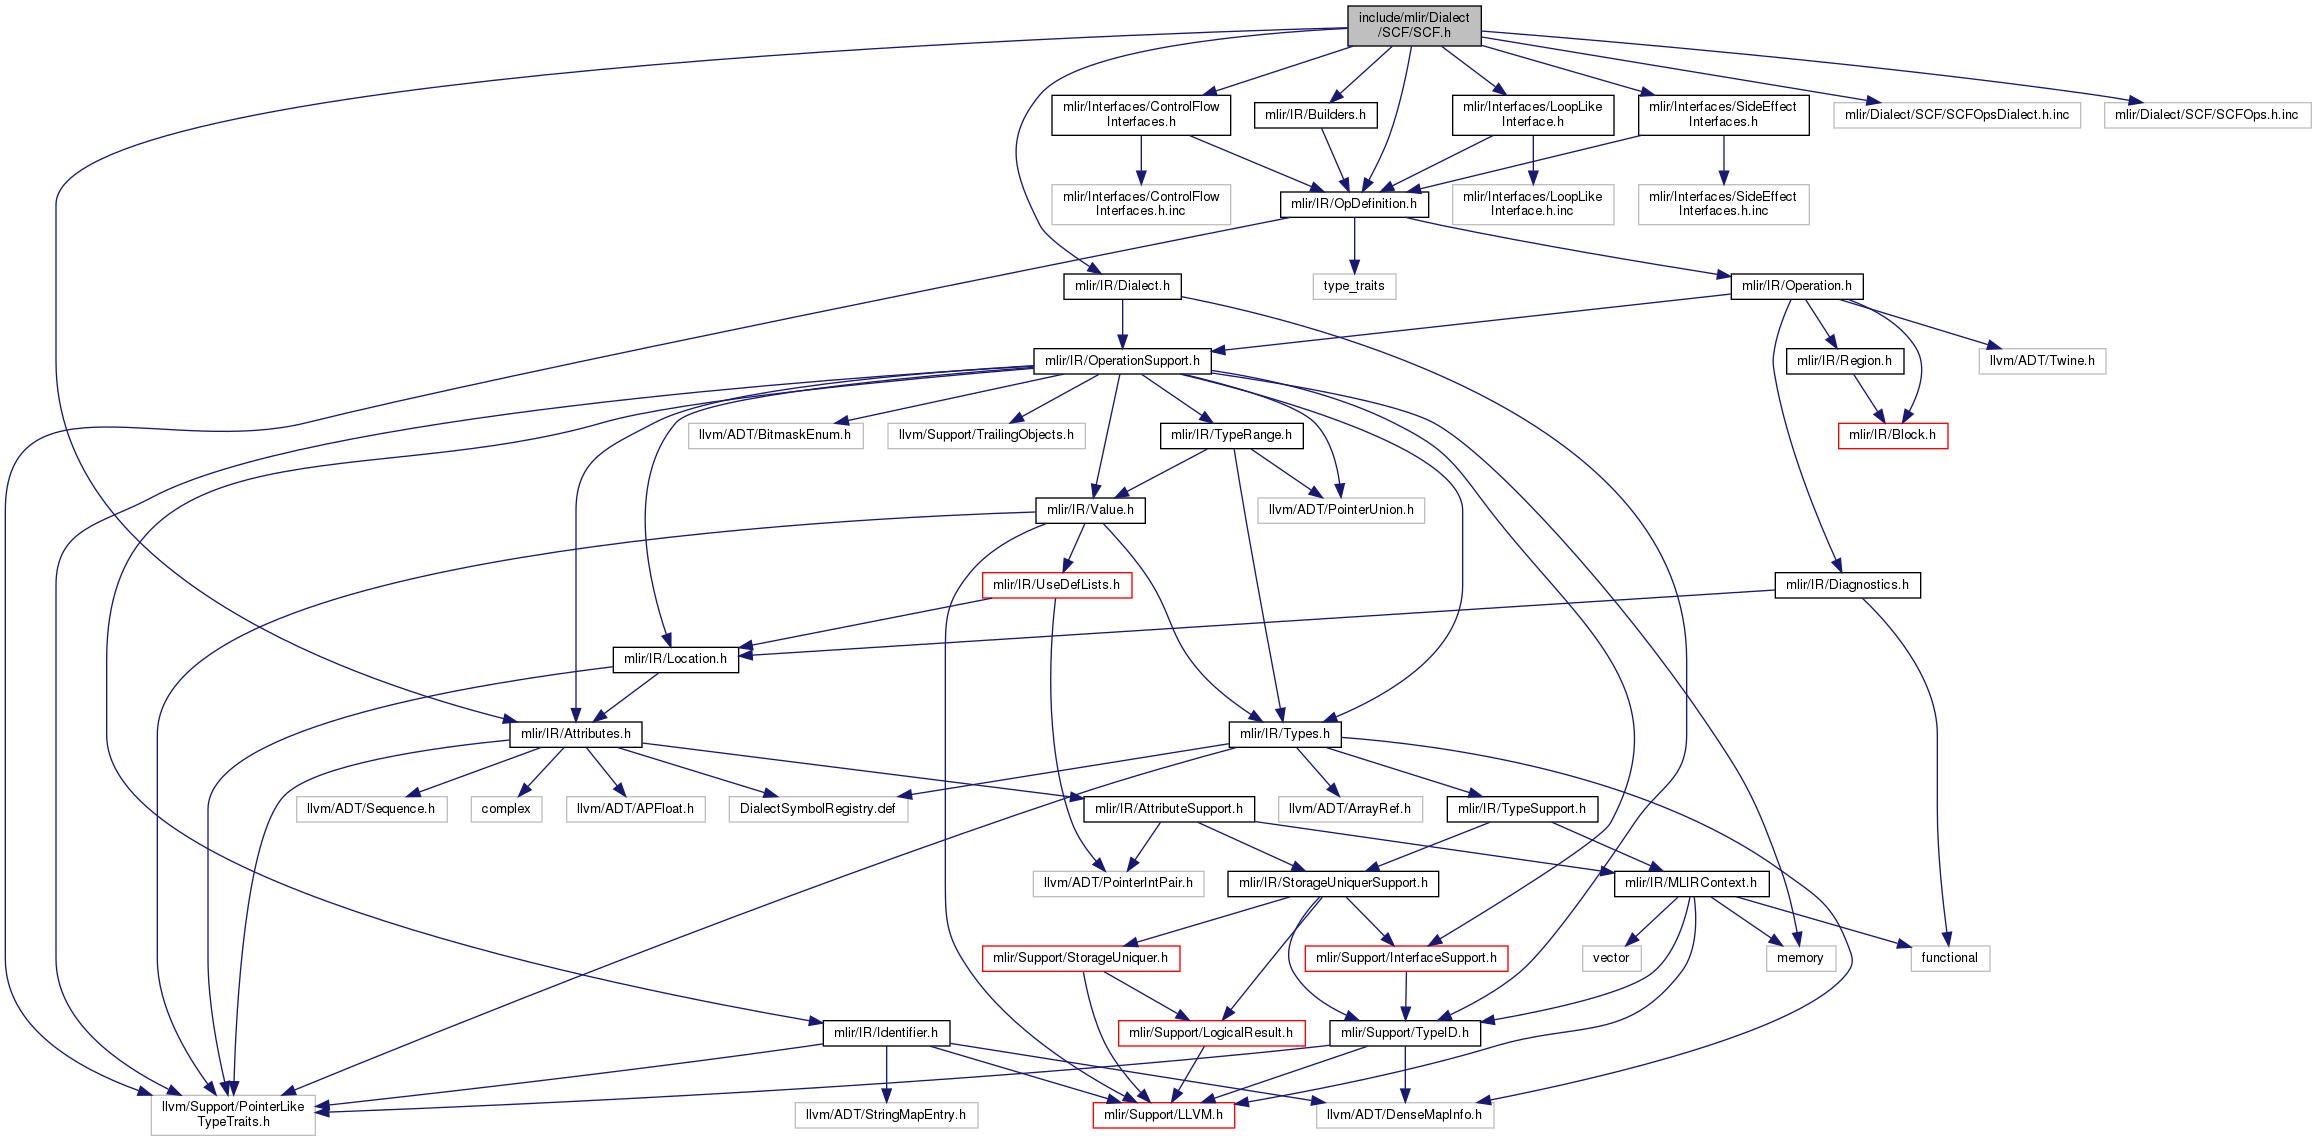 include/mlir/Dialect
/SCF/SCF.h
mlir/Interfaces/ControlFlow
Interfaces.h
mlir/IR/Builders.h
mlir/Interfaces/LoopLike
Interface.h
mlir/Interfaces/SideEffect
Interfaces.h
mlir/Dialect/SCF/SCFOpsDialect.h.inc
mlir/Dialect/SCF/SCFOps.h.inc
mlir/Interfaces/ControlFlow
Interfaces.h.inc
mlir/IR/OpDefinition.h
mlir/Interfaces/LoopLike
Interface.h.inc
mlir/Interfaces/SideEffect
Interfaces.h.inc
mlir/IR/Dialect.h
type_traits
mlir/IR/Operation.h
mlir/IR/OperationSupport.h
mlir/IR/Region.h
llvm/ADT/Twine.h
llvm/ADT/BitmaskEnum.h
llvm/Support/TrailingObjects.h
mlir/IR/TypeRange.h
mlir/IR/Block.h
mlir/IR/Value.h
llvm/ADT/PointerUnion.h
mlir/IR/UseDefLists.h
mlir/IR/Diagnostics.h
mlir/IR/Location.h
mlir/IR/Attributes.h
mlir/IR/Types.h
llvm/ADT/Sequence.h
complex
llvm/ADT/APFloat.h
DialectSymbolRegistry.def
mlir/IR/AttributeSupport.h
llvm/ADT/ArrayRef.h
mlir/IR/TypeSupport.h
llvm/ADT/PointerIntPair.h
mlir/IR/StorageUniquerSupport.h
mlir/IR/MLIRContext.h
mlir/Support/StorageUniquer.h
mlir/Support/InterfaceSupport.h
vector
memory
functional
mlir/IR/Identifier.h
mlir/Support/LogicalResult.h
mlir/Support/TypeID.h
llvm/Support/PointerLike
TypeTraits.h
llvm/ADT/StringMapEntry.h
mlir/Support/LLVM.h
llvm/ADT/DenseMapInfo.h